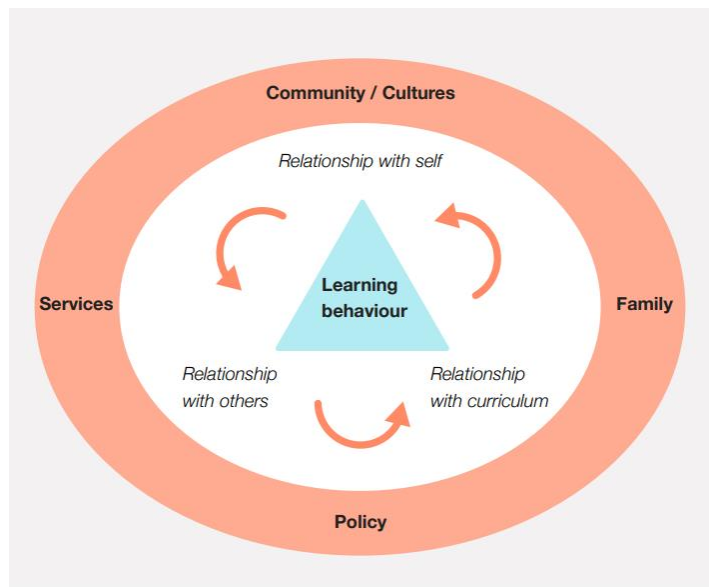 Community / Cultures
Relationship with self
Services
Learning
behaviour
Family
Relationship
with others
Relationship
with curriculum
Policy